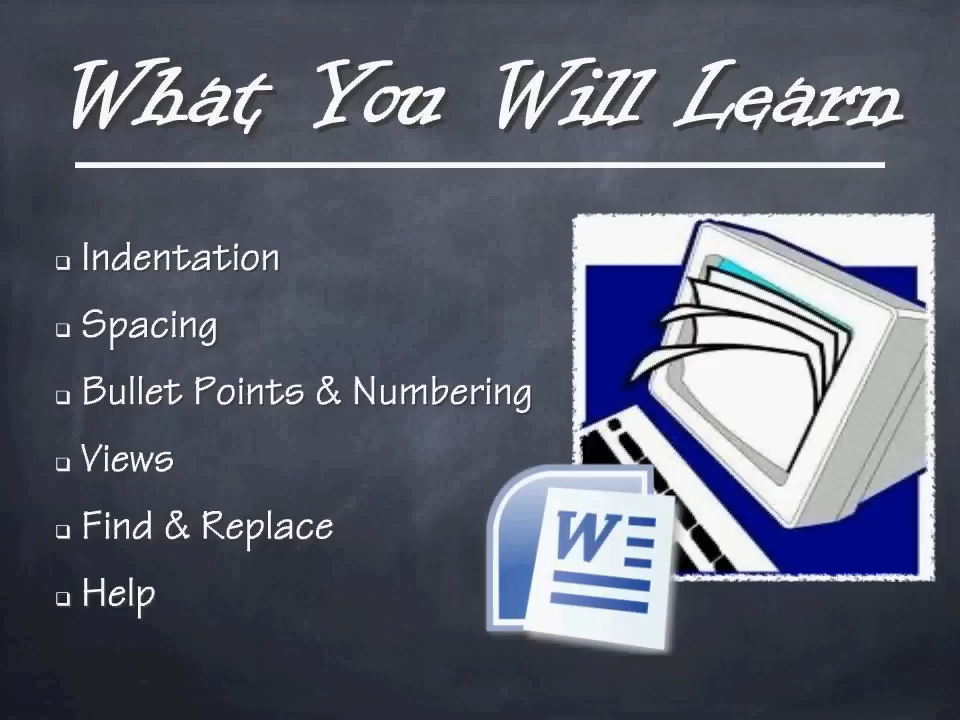 What You Will Learn
Indentation
Spacing
Bullet Points & Numbering
Views
Find & Replace
Help
W